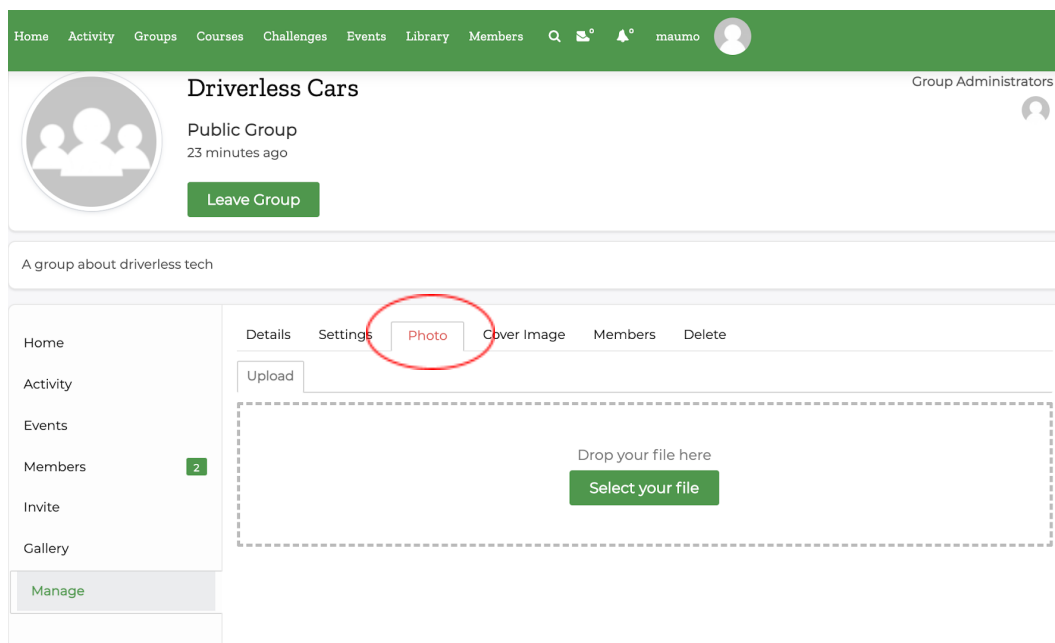 Home Activity Groups Courses Challenges Events Library Members 0 0 maumo
Driverless Cars
Group Administrators
Public Group
23 minutes ago
Leave Group
A group about driverless tech
Details Settings Photo Cover Image Members Delete
Upload
Drop your file here
Select your file
Home
Activity
Events
Members 2
Invite
Gallery
Manage